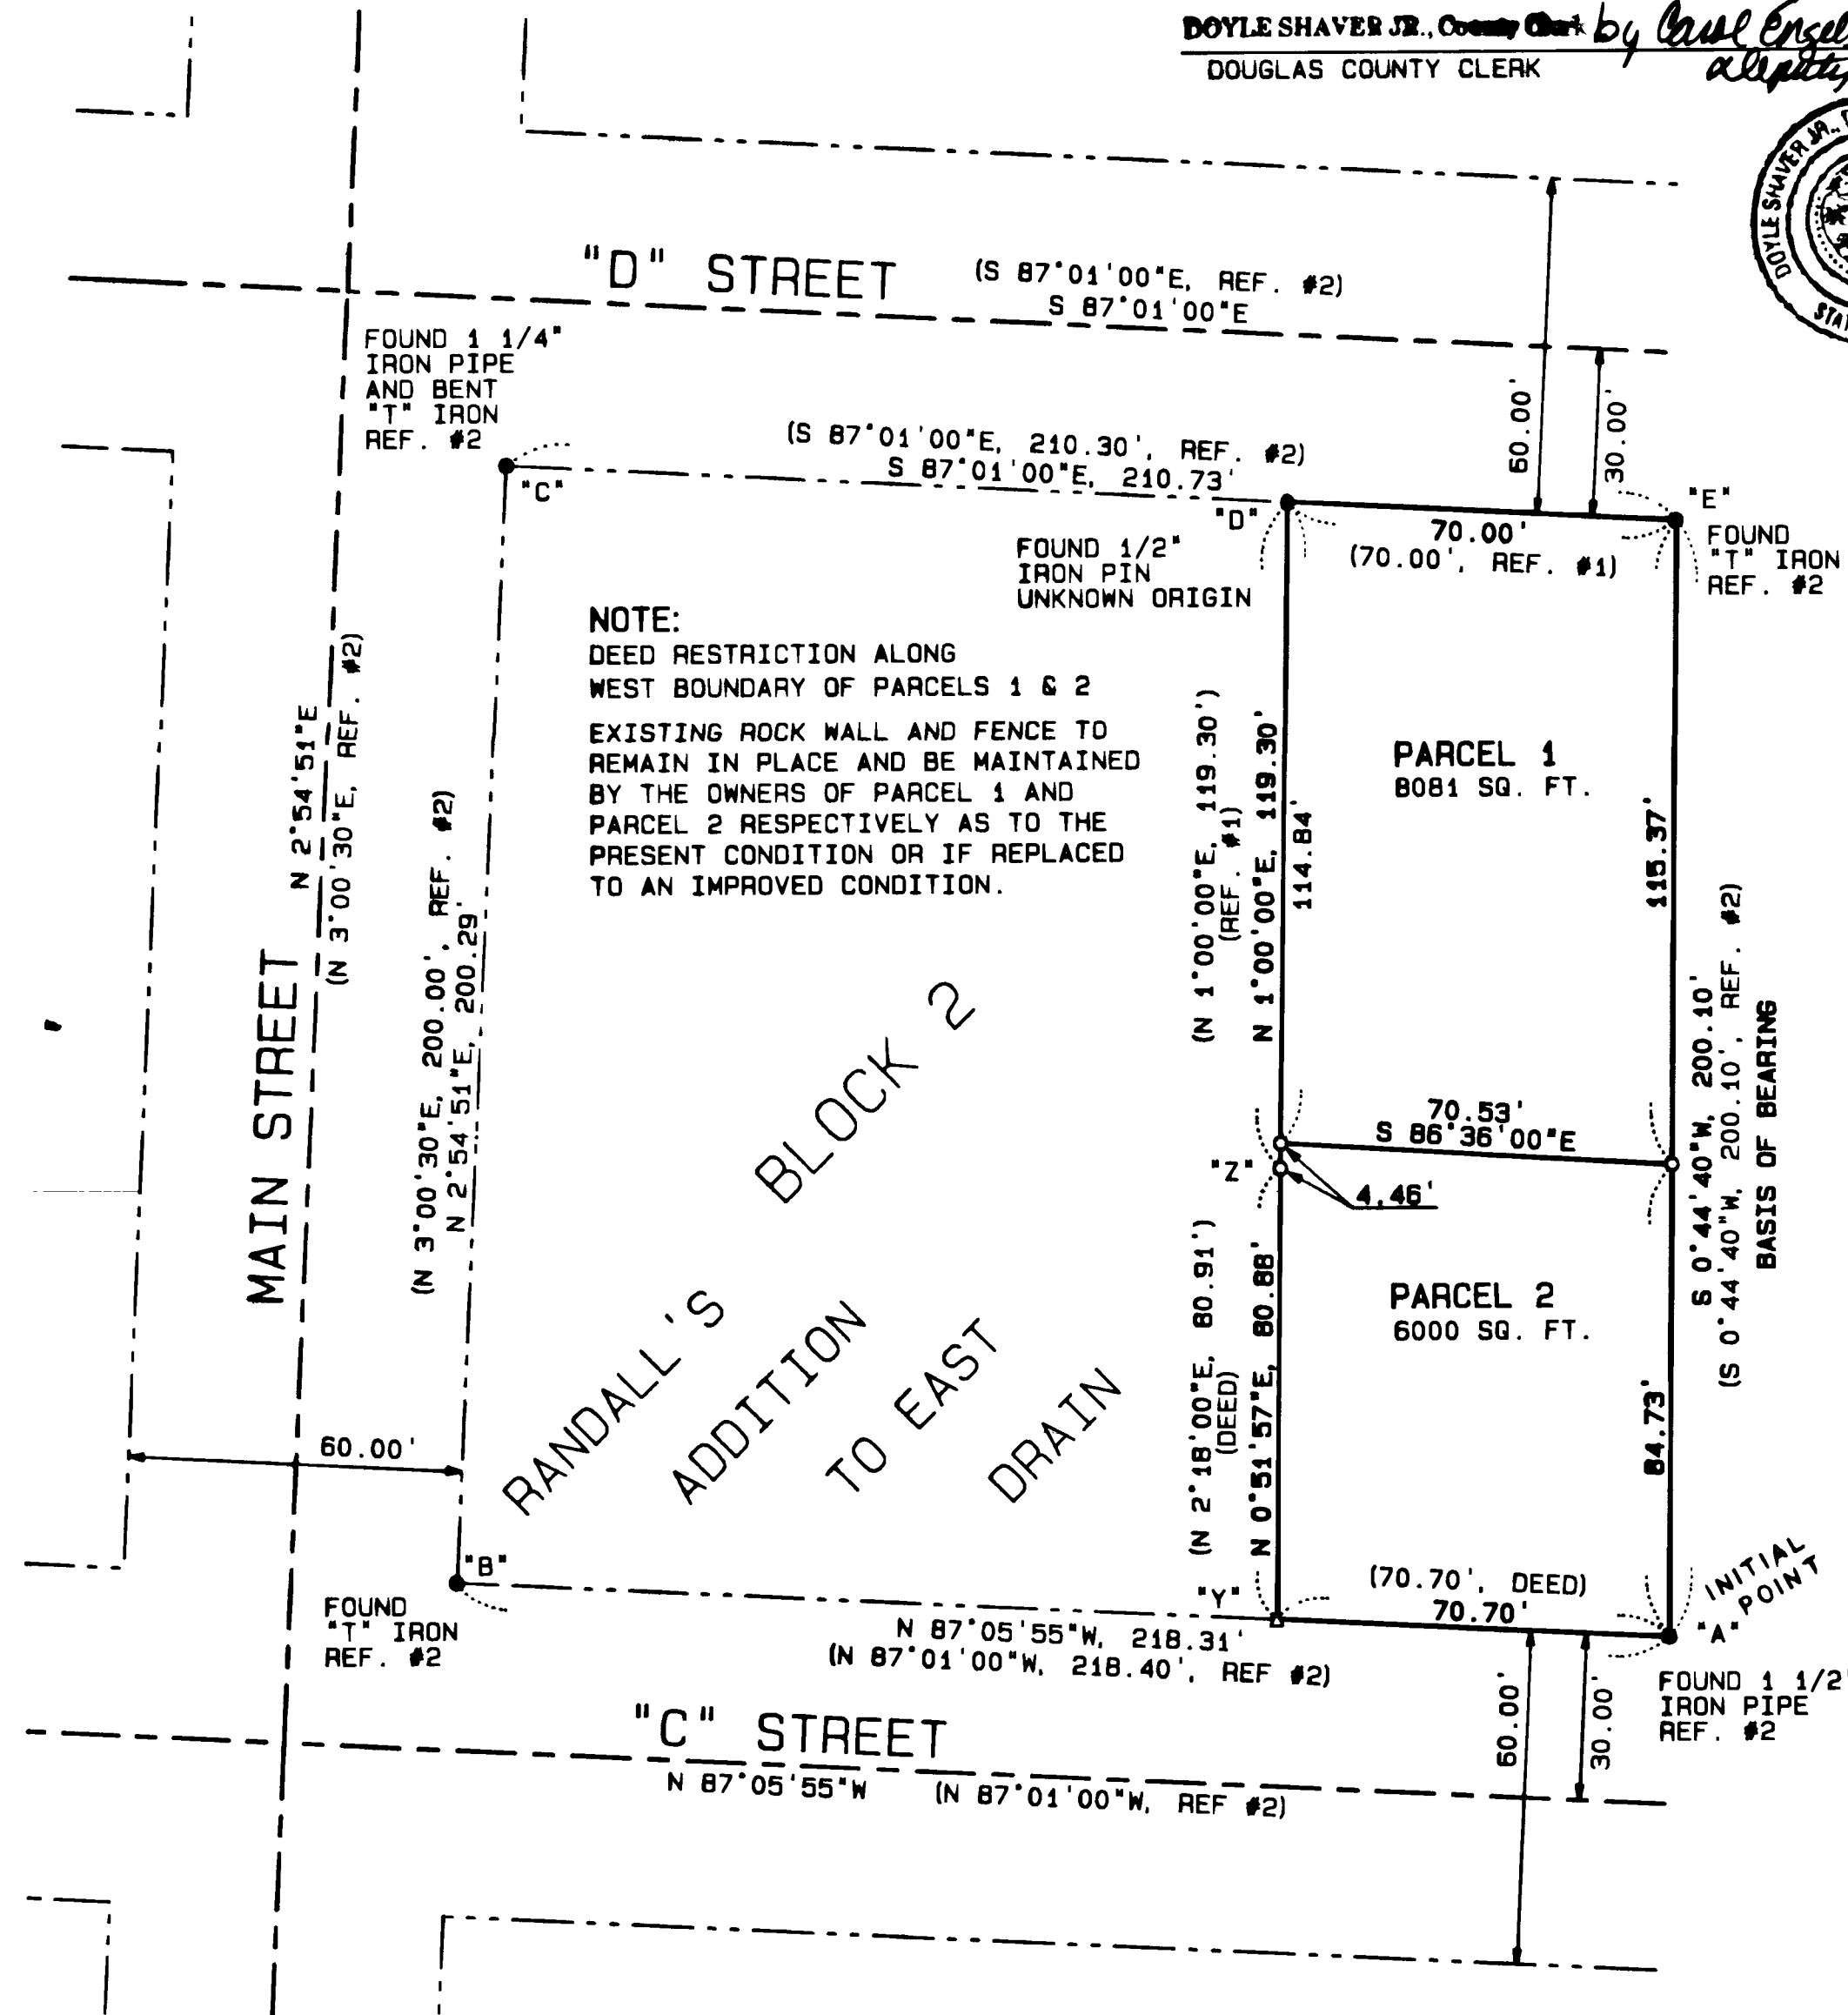 DOYLE SHAVER JR., County Clerk by Carol Engel
DOUGLAS COUNTY CLERK
deputy
DOYLE SHAVER JR.,
"D" STREET
(S 87°01'00"E, REF. #2)
S 87°01'00"E
FOUND 1 1/4"
IRON PIPE
AND BENT
"T" IRON
REF. #2
"C"
(S 87°01'00"E, 210.30', REF. #2)
S 87°01'00"E, 210.73'
60.00'
30.00'
"D"
FOUND 1/2"
IRON PIN
UNKNOWN ORIGIN
70.00'
(70.00', REF. #1)
"E"
FOUND
"T" IRON
REF. #2
NOTE:
DEED RESTRICTION ALONG
WEST BOUNDARY OF PARCELS 1 & 2
EXISTING ROCK WALL AND FENCE TO
REMAIN IN PLACE AND BE MAINTAINED
BY THE OWNERS OF PARCEL 1 AND
PARCEL 2 RESPECTIVELY AS TO THE
PRESENT CONDITION OR IF REPLACED
TO AN IMPROVED CONDITION.
MAIN STREET
N 2°54'51"E
(N 3°00'30"E, REF. #2)
(N 3°00'30"E, 200.00', REF. #2)
N 2°54'51"E, 200.29'
(N 1°00'00"E, 119.30')
(REF. #1)
N 1°00'00"E, 119.30'
114.84'
PARCEL 1
8081 SQ. FT.
115.37'
S 0°44'40"W, 200.10'
(S 0°44'40"W, 200.10', REF. #2)
BASIS OF BEARING
BLOCK 2
70.53'
S 86°36'00"E
"Z"
4.46'
(N 2°18'00"E, 80.91')
(DEED)
N 0°51'57"E, 80.88'
PARCEL 2
6000 SQ. FT.
84.73'
60.00'
RANDALL'S
ADDITION
TO EAST
DRAIN
"B"
FOUND
"T" IRON
REF. #2
"Y"
(70.70', DEED)
70.70'
INITIAL
POINT
"A"
FOUND 1 1/2"
IRON PIPE
REF. #2
N 87°05'55"W, 218.31'
(N 87°01'00"W, 218.40', REF #2)
60.00'
30.00'
"C" STREET
N 87°05'55"W
(N 87°01'00"W, REF #2)